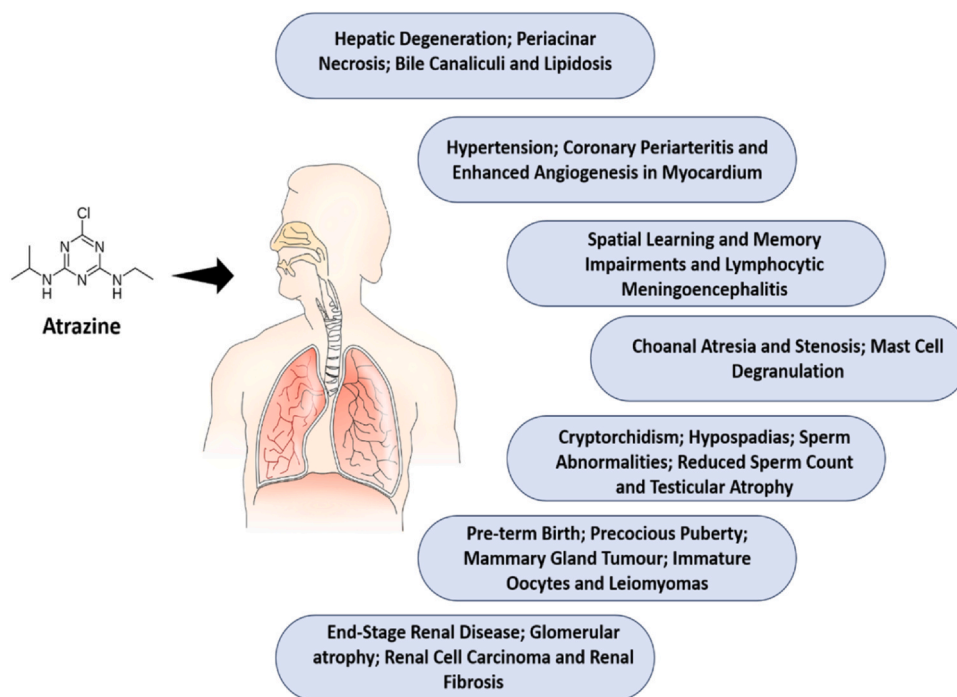 Hepatic Degeneration; Periacinar
Necrosis; Bile Canaliculi and Lipidosis
Hypertension; Coronary Periarteritis and
Enhanced Angiogenesis in Myocardium
Spatial Learning and Memory
Impairments and Lymphocytic
Meningoencephalitis
Cl
N
N
N
N
H
N
H
Atrazine
Choanal Atresia and Stenosis; Mast Cell
Degranulation
Cryptorchidism; Hypospadias; Sperm
Abnormalities; Reduced Sperm Count
and Testicular Atrophy
Pre-term Birth; Precocious Puberty;
Mammary Gland Tumour; Immature
Oocytes and Leiomyomas
End-Stage Renal Disease; Glomerular
atrophy; Renal Cell Carcinoma and Renal
Fibrosis